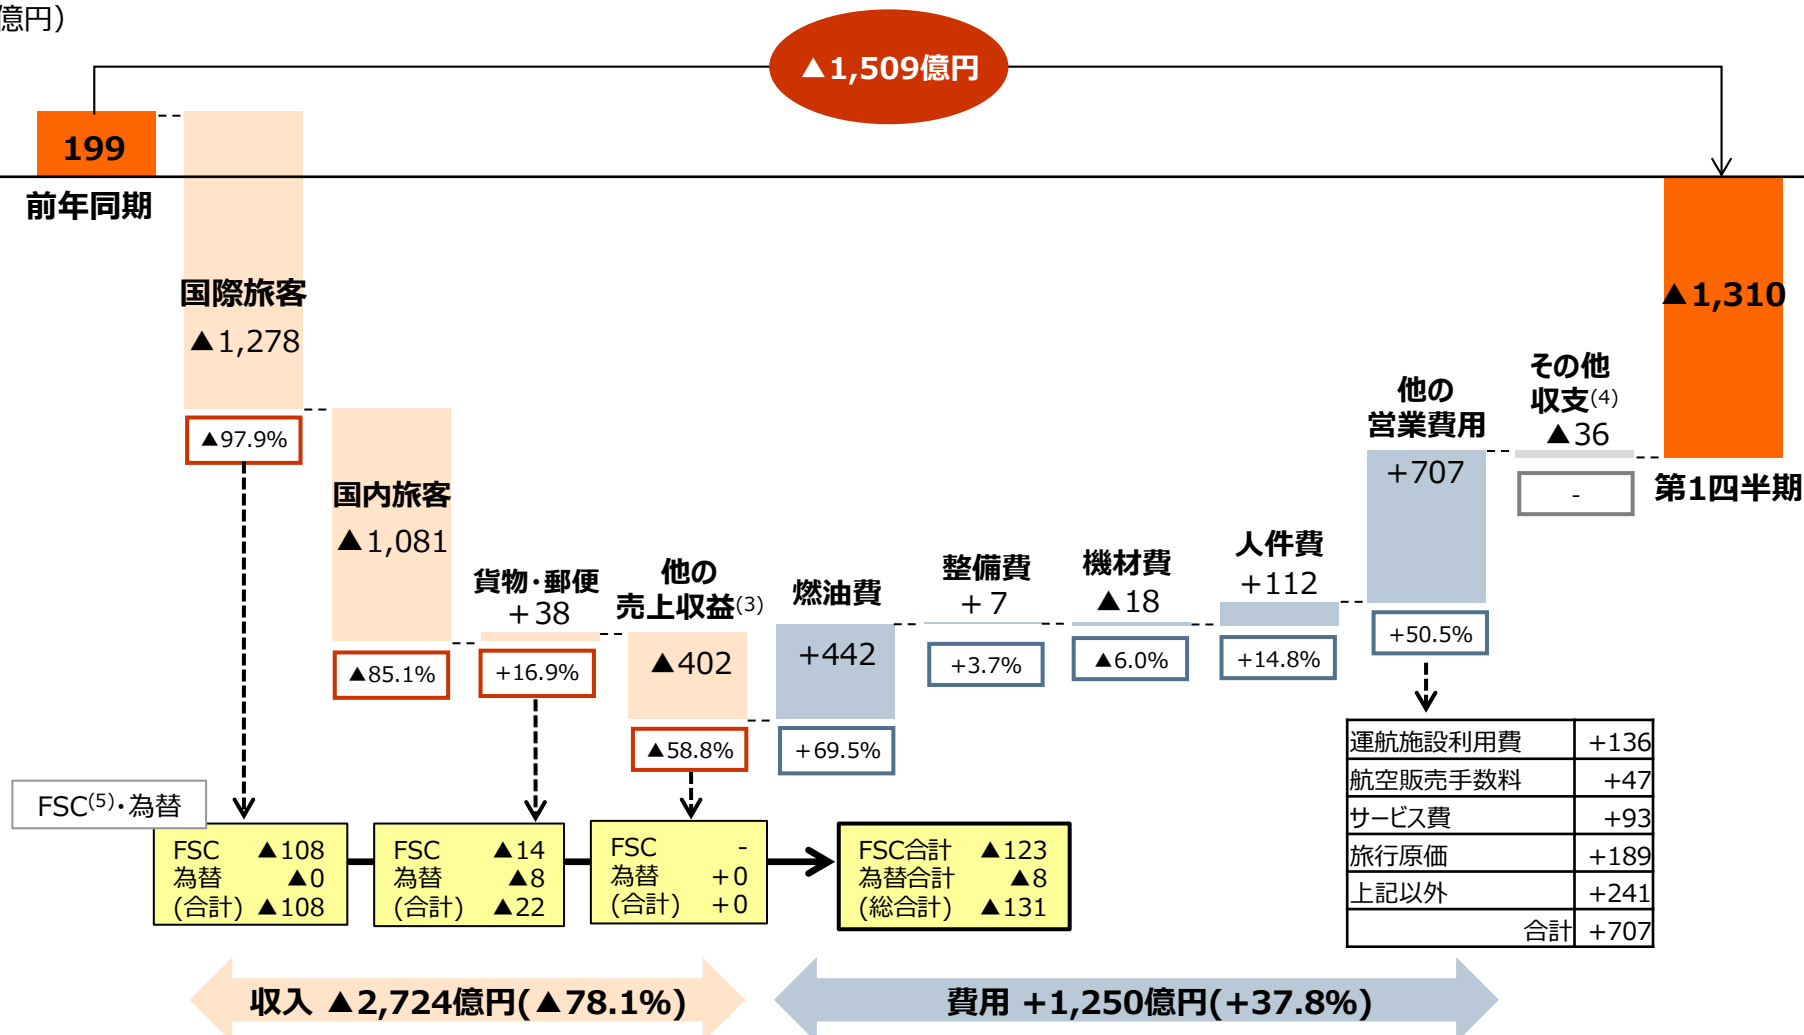 億円)
▲1,509億円
199
前年同期
国際旅客
▲1,278
▲97.9%
国内旅客
▲1,081
▲85.1%
貨物・郵便
+38
+16.9%
他の
売上収益(3)
▲402
▲58.8%
燃油費
+442
+69.5%
整備費
+7
+3.7%
機材費
▲18
▲6.0%
人件費
+112
+14.8%
他の
営業費用
+707
+50.5%
その他
収支(4)
▲36
-
▲1,310
第1四半期
FSC(5)・為替
FSC ▲108
為替 ▲0
(合計) ▲108
FSC ▲14
為替 ▲8
(合計) ▲22
FSC -
為替 +0
(合計) +0
FSC合計 ▲123
為替合計 ▲8
(総合計) ▲131
運航施設利用費 +136
航空販売手数料 +47
サービス費 +93
旅行原価 +189
上記以外 +241
合計 +707
収入 ▲2,724億円(▲78.1%)
費用 +1,250億円(+37.8%)